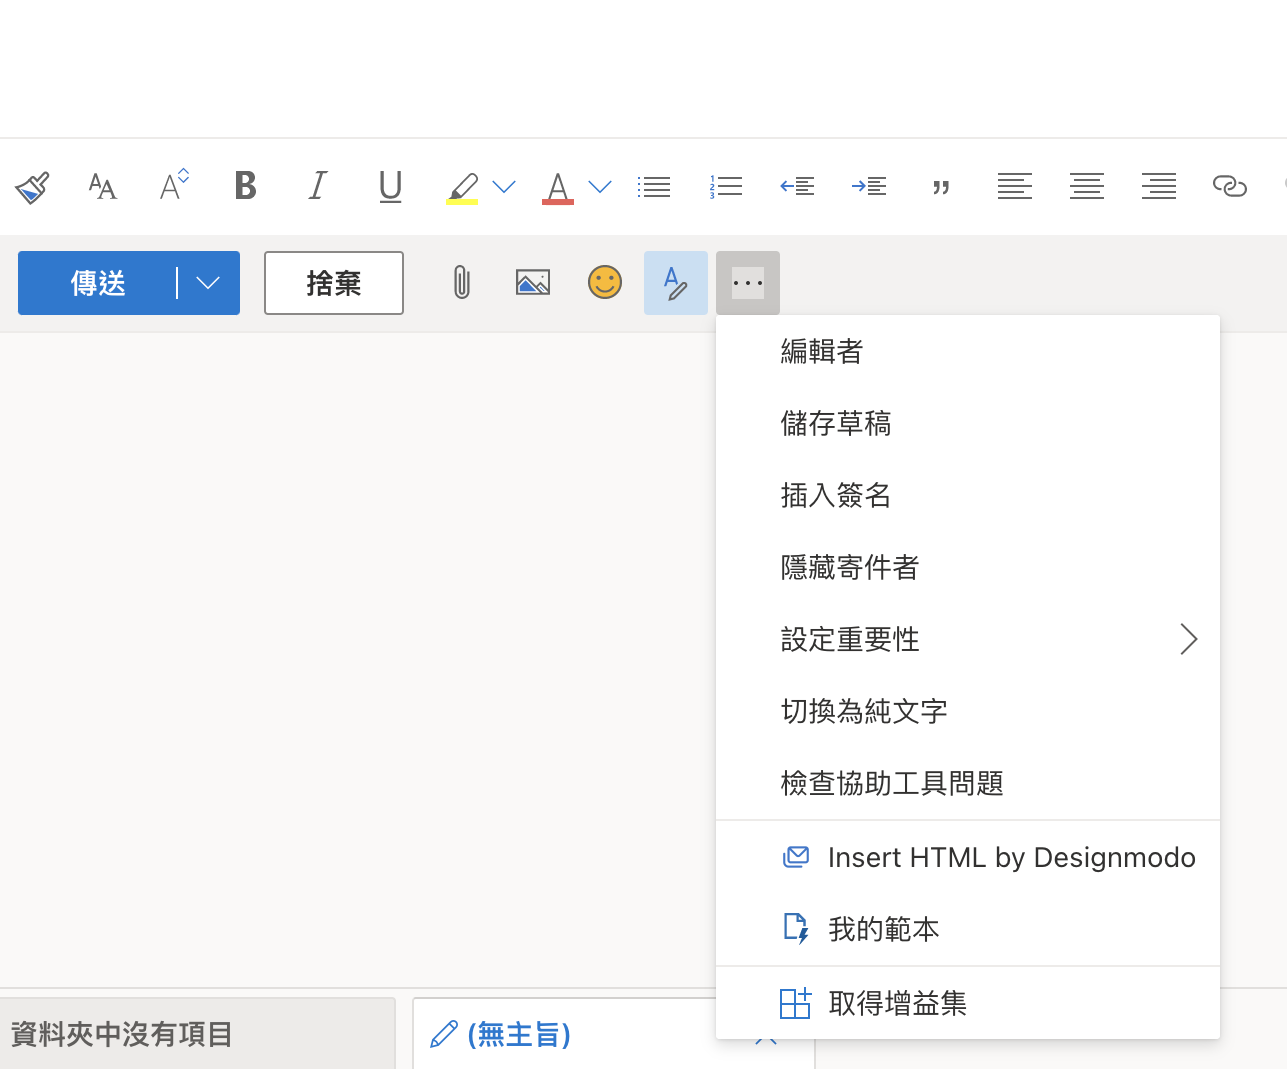 傳送
捨棄
編輯者
儲存草稿
插入簽名
隱藏寄件者
設定重要性
切換為純文字
檢查協助工具問題
Insert HTML by Designmodo
我的範本
取得增益集
資料夾中沒有項目
(無主旨)